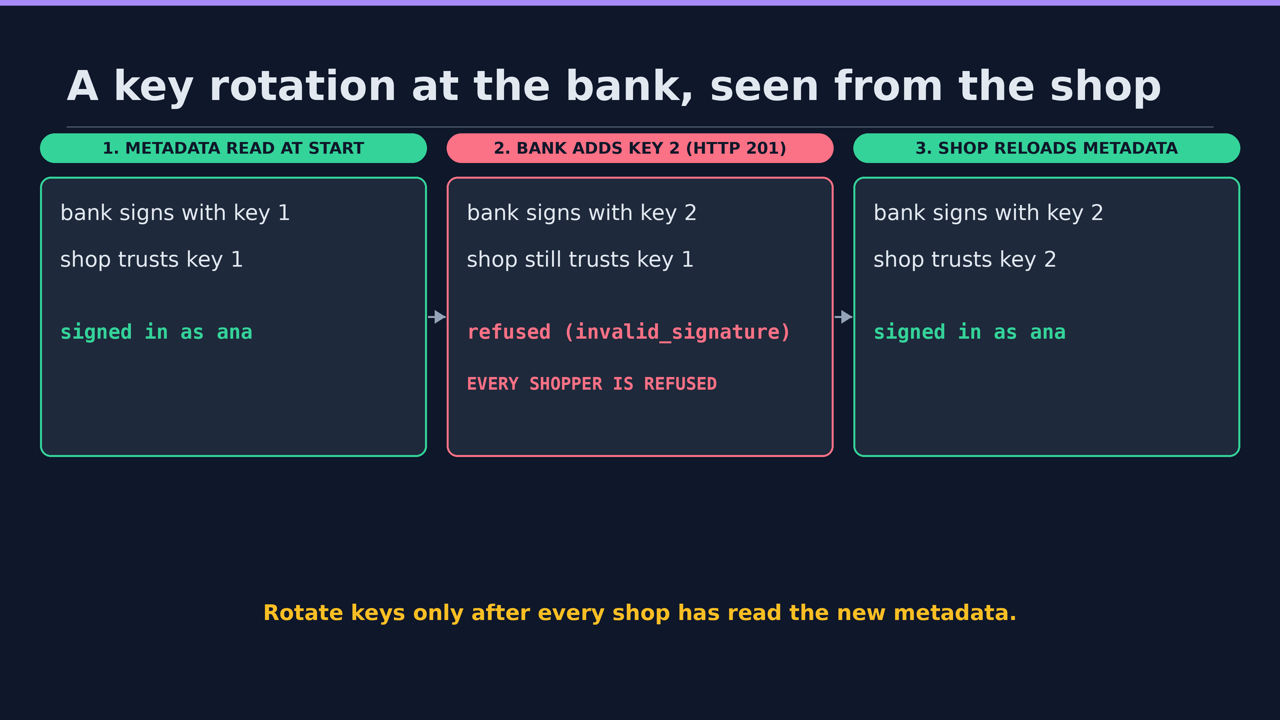 A key rotation at the bank, seen from the shop
1. METADATA READ AT START
bank signs with key 1
shop trusts key 1
signed in as ana
2. BANK ADDS KEY 2 (HTTP 201)
bank signs with key 2
shop still trusts key 1
refused (invalid_signature)
EVERY SHOPPER IS REFUSED
3. SHOP RELOADS METADATA
bank signs with key 2
shop trusts key 2
signed in as ana
Rotate keys only after every shop has read the new metadata.